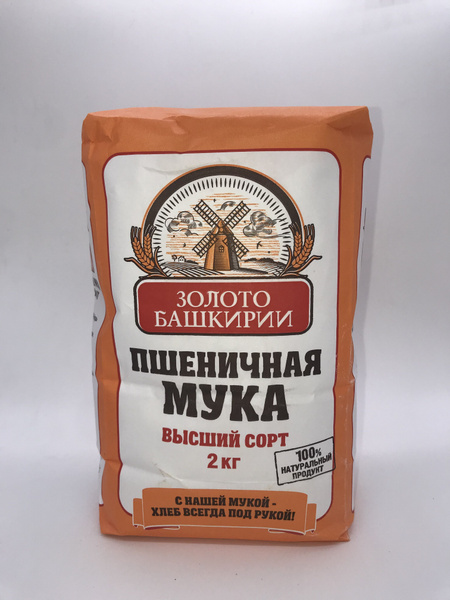 ЗОЛОТО
БАШКИРИИ
ПШЕНИЧНАЯ
МУКА
ВЫСШИЙ СОРТ
2 КГ
100%
НАТУРАЛЬНЫЙ
ПРОДУКТ
С НАШЕЙ МУКОЙ -
ХЛЕБ ВСЕГДА ПОД РУКОЙ!